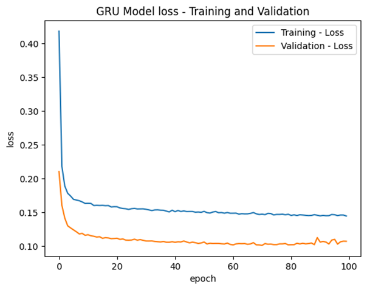 GRU Model loss - Training and Validation
Training - Loss
Validation - Loss
0.40
0.35
0.30
0.25
0.20
0.15
0.10
loss
0 20 40 60 80 100
epoch